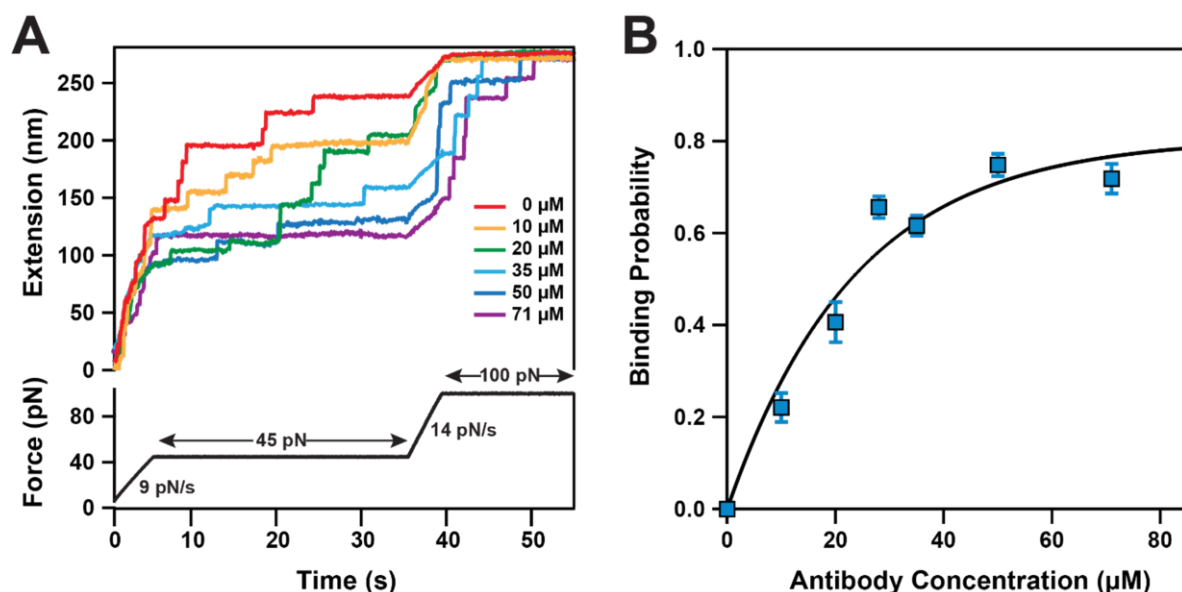 A
Extension (nm)
250
200
150
100
50
0
0 µM
10 µM
20 µM
35 µM
50 µM
71 µM
Force (pN)
80
40
0
9 pN/s
45 pN
14 pN/s
100 pN
0
10
20
30
40
50
Time (s)
B
Binding Probability
1.0
0.8
0.6
0.4
0.2
0.0
0
20
40
60
80
Antibody Concentration (µM)